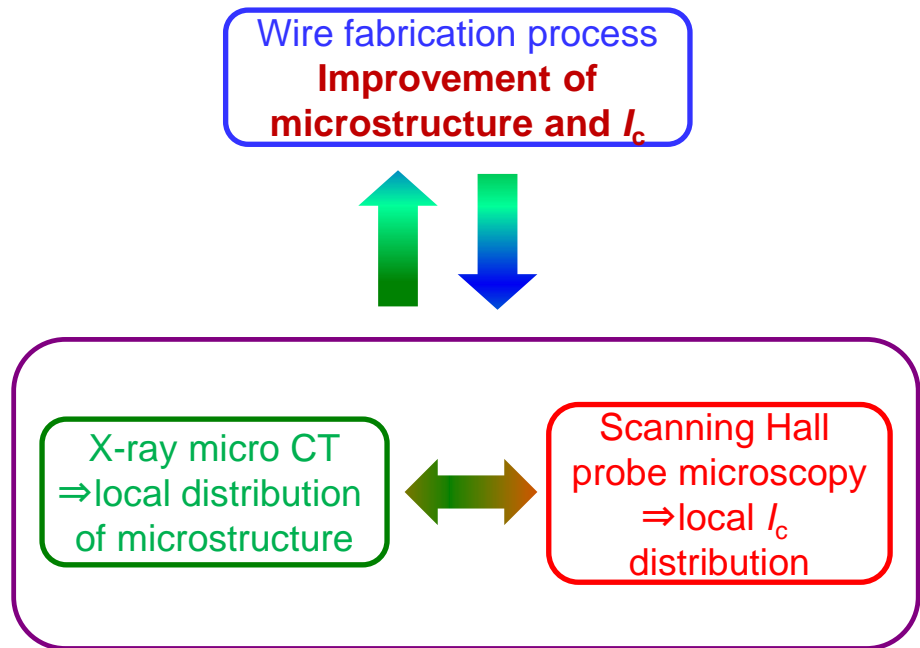 Wire fabrication process
Improvement of
microstructure and Ic
X-ray micro CT
⇒local distribution
of microstructure
Scanning Hall
probe microscopy
⇒local Ic
distribution